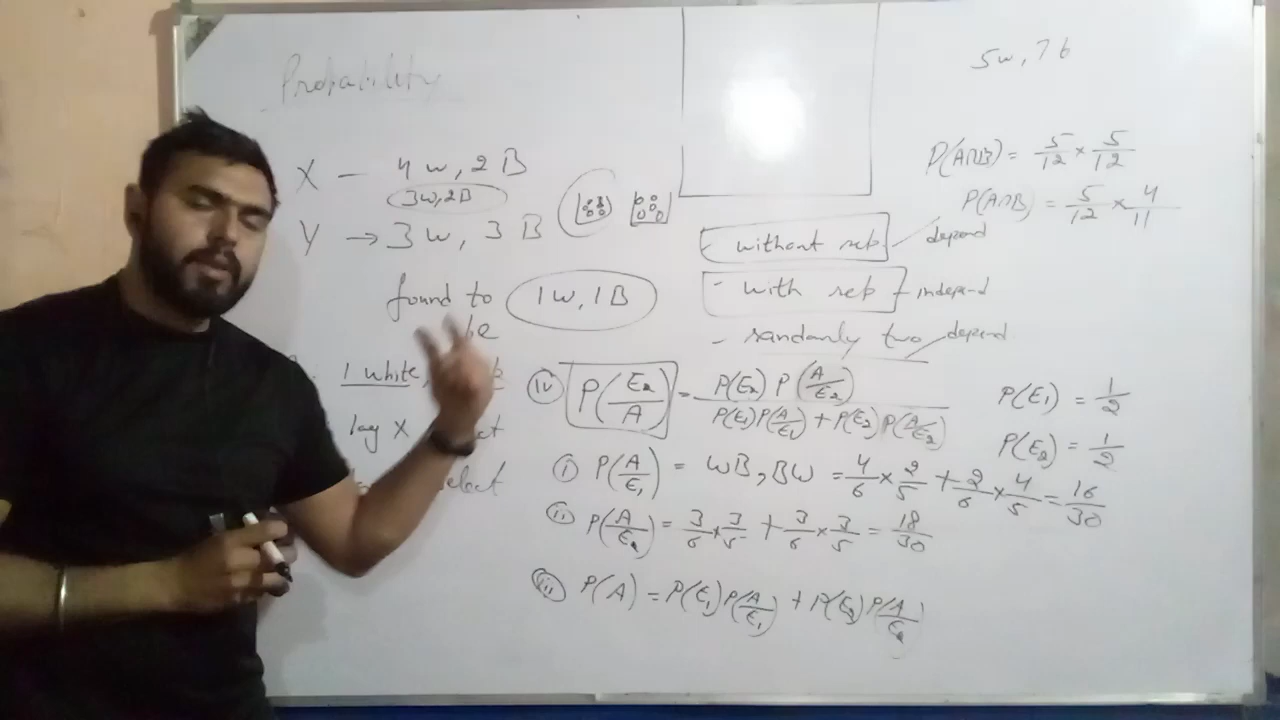 Probability
5w, 7b
X - 4w, 2B
3w, 2B
Y → 3w, 3B
found to be 1w, 1B
1 white,
bag X
P(A∩B) = 5/12 × 5/12
P(A∩B) = 5/12 × 4/11
- without rep - depend
- with rep - independ
- randomly two - depend
iv) P(E2/A) = P(E2) P(A/E2) / P(E1)P(A/E1) + P(E2)P(A/E2)
P(E1) = 1/2
P(E2) = 1/2
i) P(A/E1) = WB, BW = 4/6 × 2/5 + 2/6 × 4/5 = 16/30
ii) P(A/E2) = 3/6 × 3/5 + 3/6 × 3/5 = 18/30
iii) P(A) = P(E1)P(A/E1) + P(E2)P(A/E2)